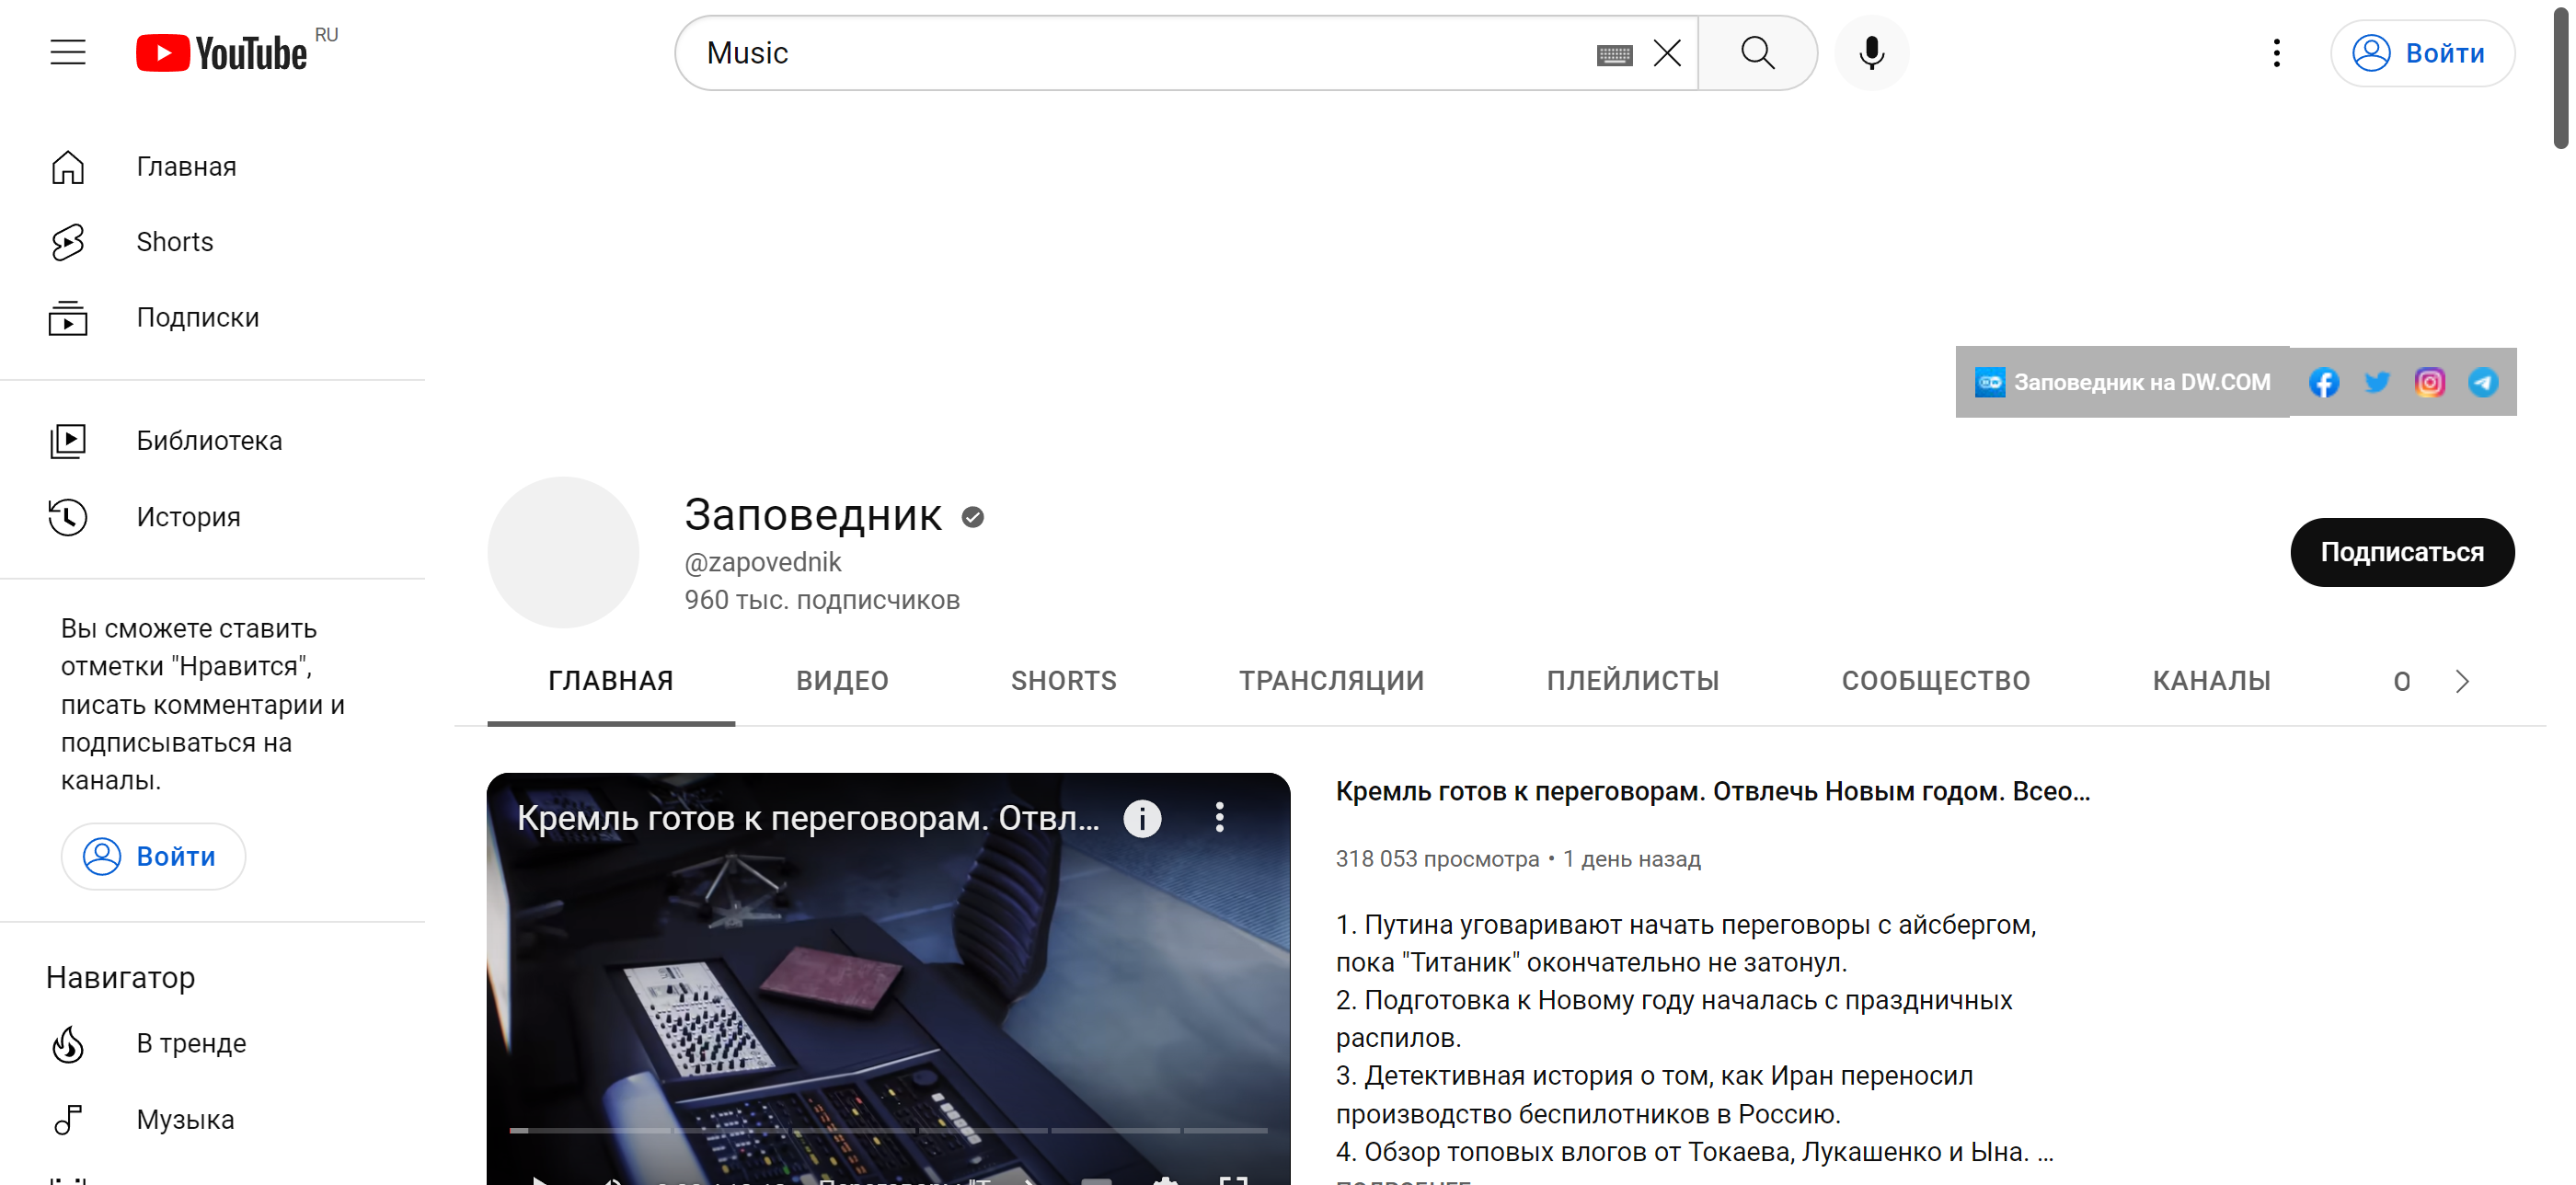 YouTube RU
Music
Войти
Главная
Shorts
Подписки
Библиотека
История
Вы сможете ставить
отметки "Нравится",
писать комментарии и
подписываться на
каналы.
Войти
Навигатор
В тренде
Музыка
Заповедник на DW.COM
Заповедник
@zapovednik
960 тыс. подписчиков
Подписаться
ГЛАВНАЯ ВИДЕО SHORTS ТРАНСЛЯЦИИ ПЛЕЙЛИСТЫ СООБЩЕСТВО КАНАЛЫ О
Кремль готов к переговорам. Отвл...
Кремль готов к переговорам. Отвлечь Новым годом. Всео...
318 053 просмотра • 1 день назад
1. Путина уговаривают начать переговоры с айсбергом,
пока "Титаник" окончательно не затонул.
2. Подготовка к Новому году началась с праздничных
распилов.
3. Детективная история о том, как Иран переносил
производство беспилотников в Россию.
4. Обзор топовых влогов от Токаева, Лукашенко и Ына. ...